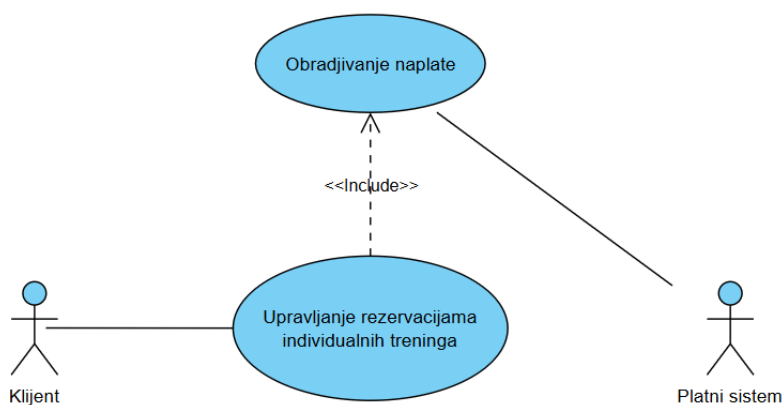 Obradjivanje naplate
<<Include>>
Upravljanje rezervacijama
individualnih treninga
Klijent
Platni sistem